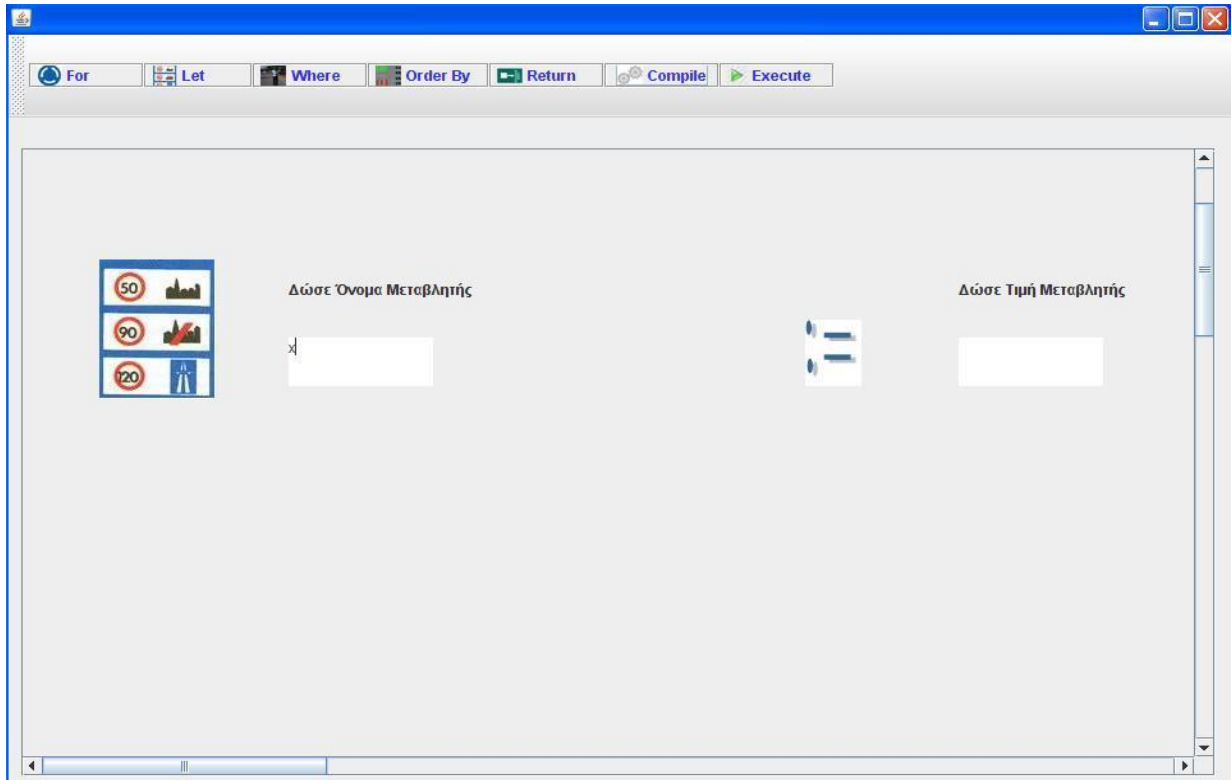 For Let Where Order By Return Compile Execute
50
Δώσε Όνομα Μεταβλητής Δώσε Τιμή Μεταβλητής
90
x
120